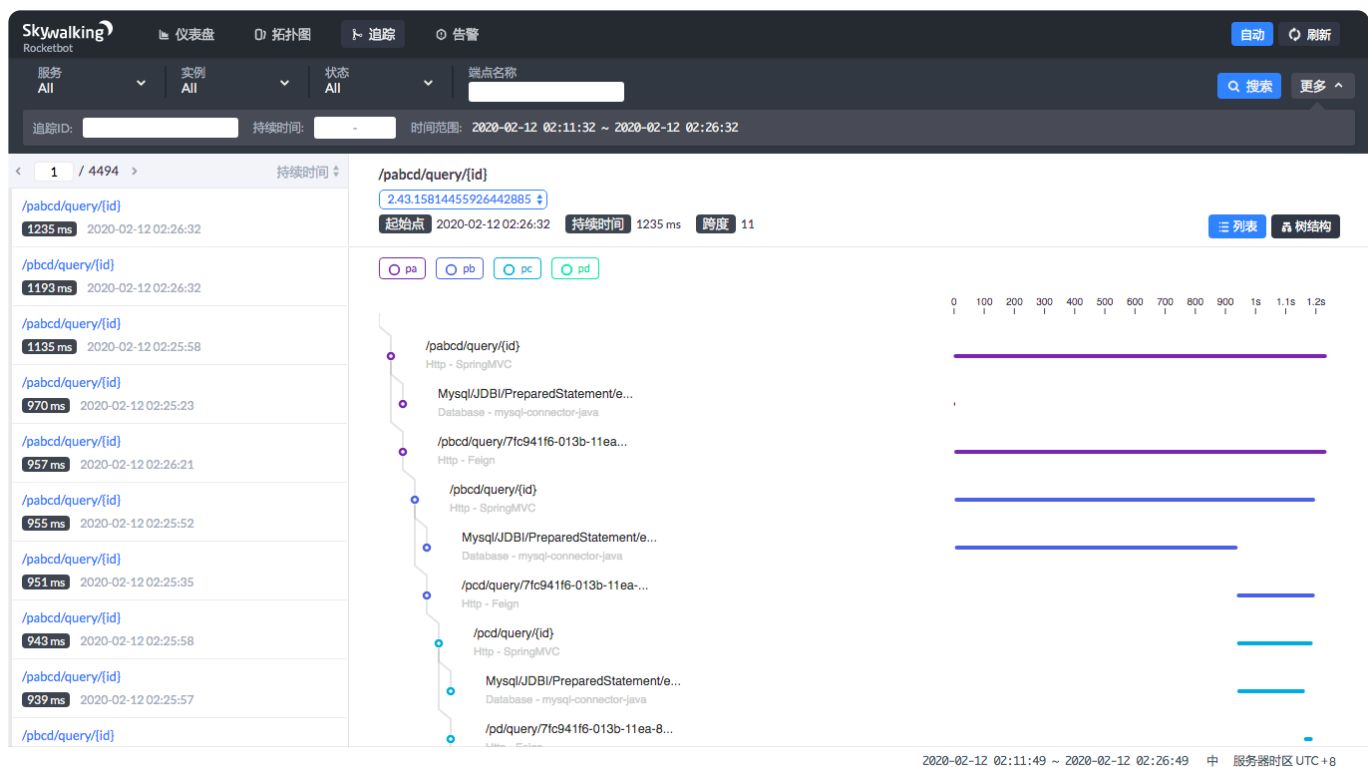 Skywalking
Rocketbot
仪表盘 拓扑图 追踪 告警 自动 刷新
服务 实例 状态 端点名称
All All All
搜索 更多
追踪ID: 持续时间: - 时间范围: 2020-02-12 02:11:32 ~ 2020-02-12 02:26:32
1 / 4494 持续时间
/pabcd/query/{id}
1235 ms 2020-02-12 02:26:32
/pbcd/query/{id}
1193 ms 2020-02-12 02:26:32
/pabcd/query/{id}
1135 ms 2020-02-12 02:25:58
/pabcd/query/{id}
970 ms 2020-02-12 02:25:23
/pabcd/query/{id}
957 ms 2020-02-12 02:26:21
/pabcd/query/{id}
955 ms 2020-02-12 02:25:52
/pabcd/query/{id}
951 ms 2020-02-12 02:25:35
/pabcd/query/{id}
943 ms 2020-02-12 02:25:58
/pabcd/query/{id}
939 ms 2020-02-12 02:25:57
/pbcd/query/{id}
/pabcd/query/{id}
2.43.15814455926442885
起始点 2020-02-12 02:26:32 持续时间 1235 ms 跨度 11
列表 树结构
pa pb pc pd
0 100 200 300 400 500 600 700 800 900 1s 1.1s 1.2s
/pabcd/query/{id}
Http - SpringMVC
Mysql/JDBI/PreparedStatement/e...
Database - mysql-connector-java
/pbcd/query/7fc941f6-013b-11ea...
Http - Feign
/pbcd/query/{id}
Http - SpringMVC
Mysql/JDBI/PreparedStatement/e...
Database - mysql-connector-java
/pcd/query/7fc941f6-013b-11ea-...
Http - Feign
/pcd/query/{id}
Http - SpringMVC
Mysql/JDBI/PreparedStatement/e...
Database - mysql-connector-java
/pd/query/7fc941f6-013b-11ea-8...
2020-02-12 02:11:49 ~ 2020-02-12 02:26:49 中 服务器时区 UTC +8